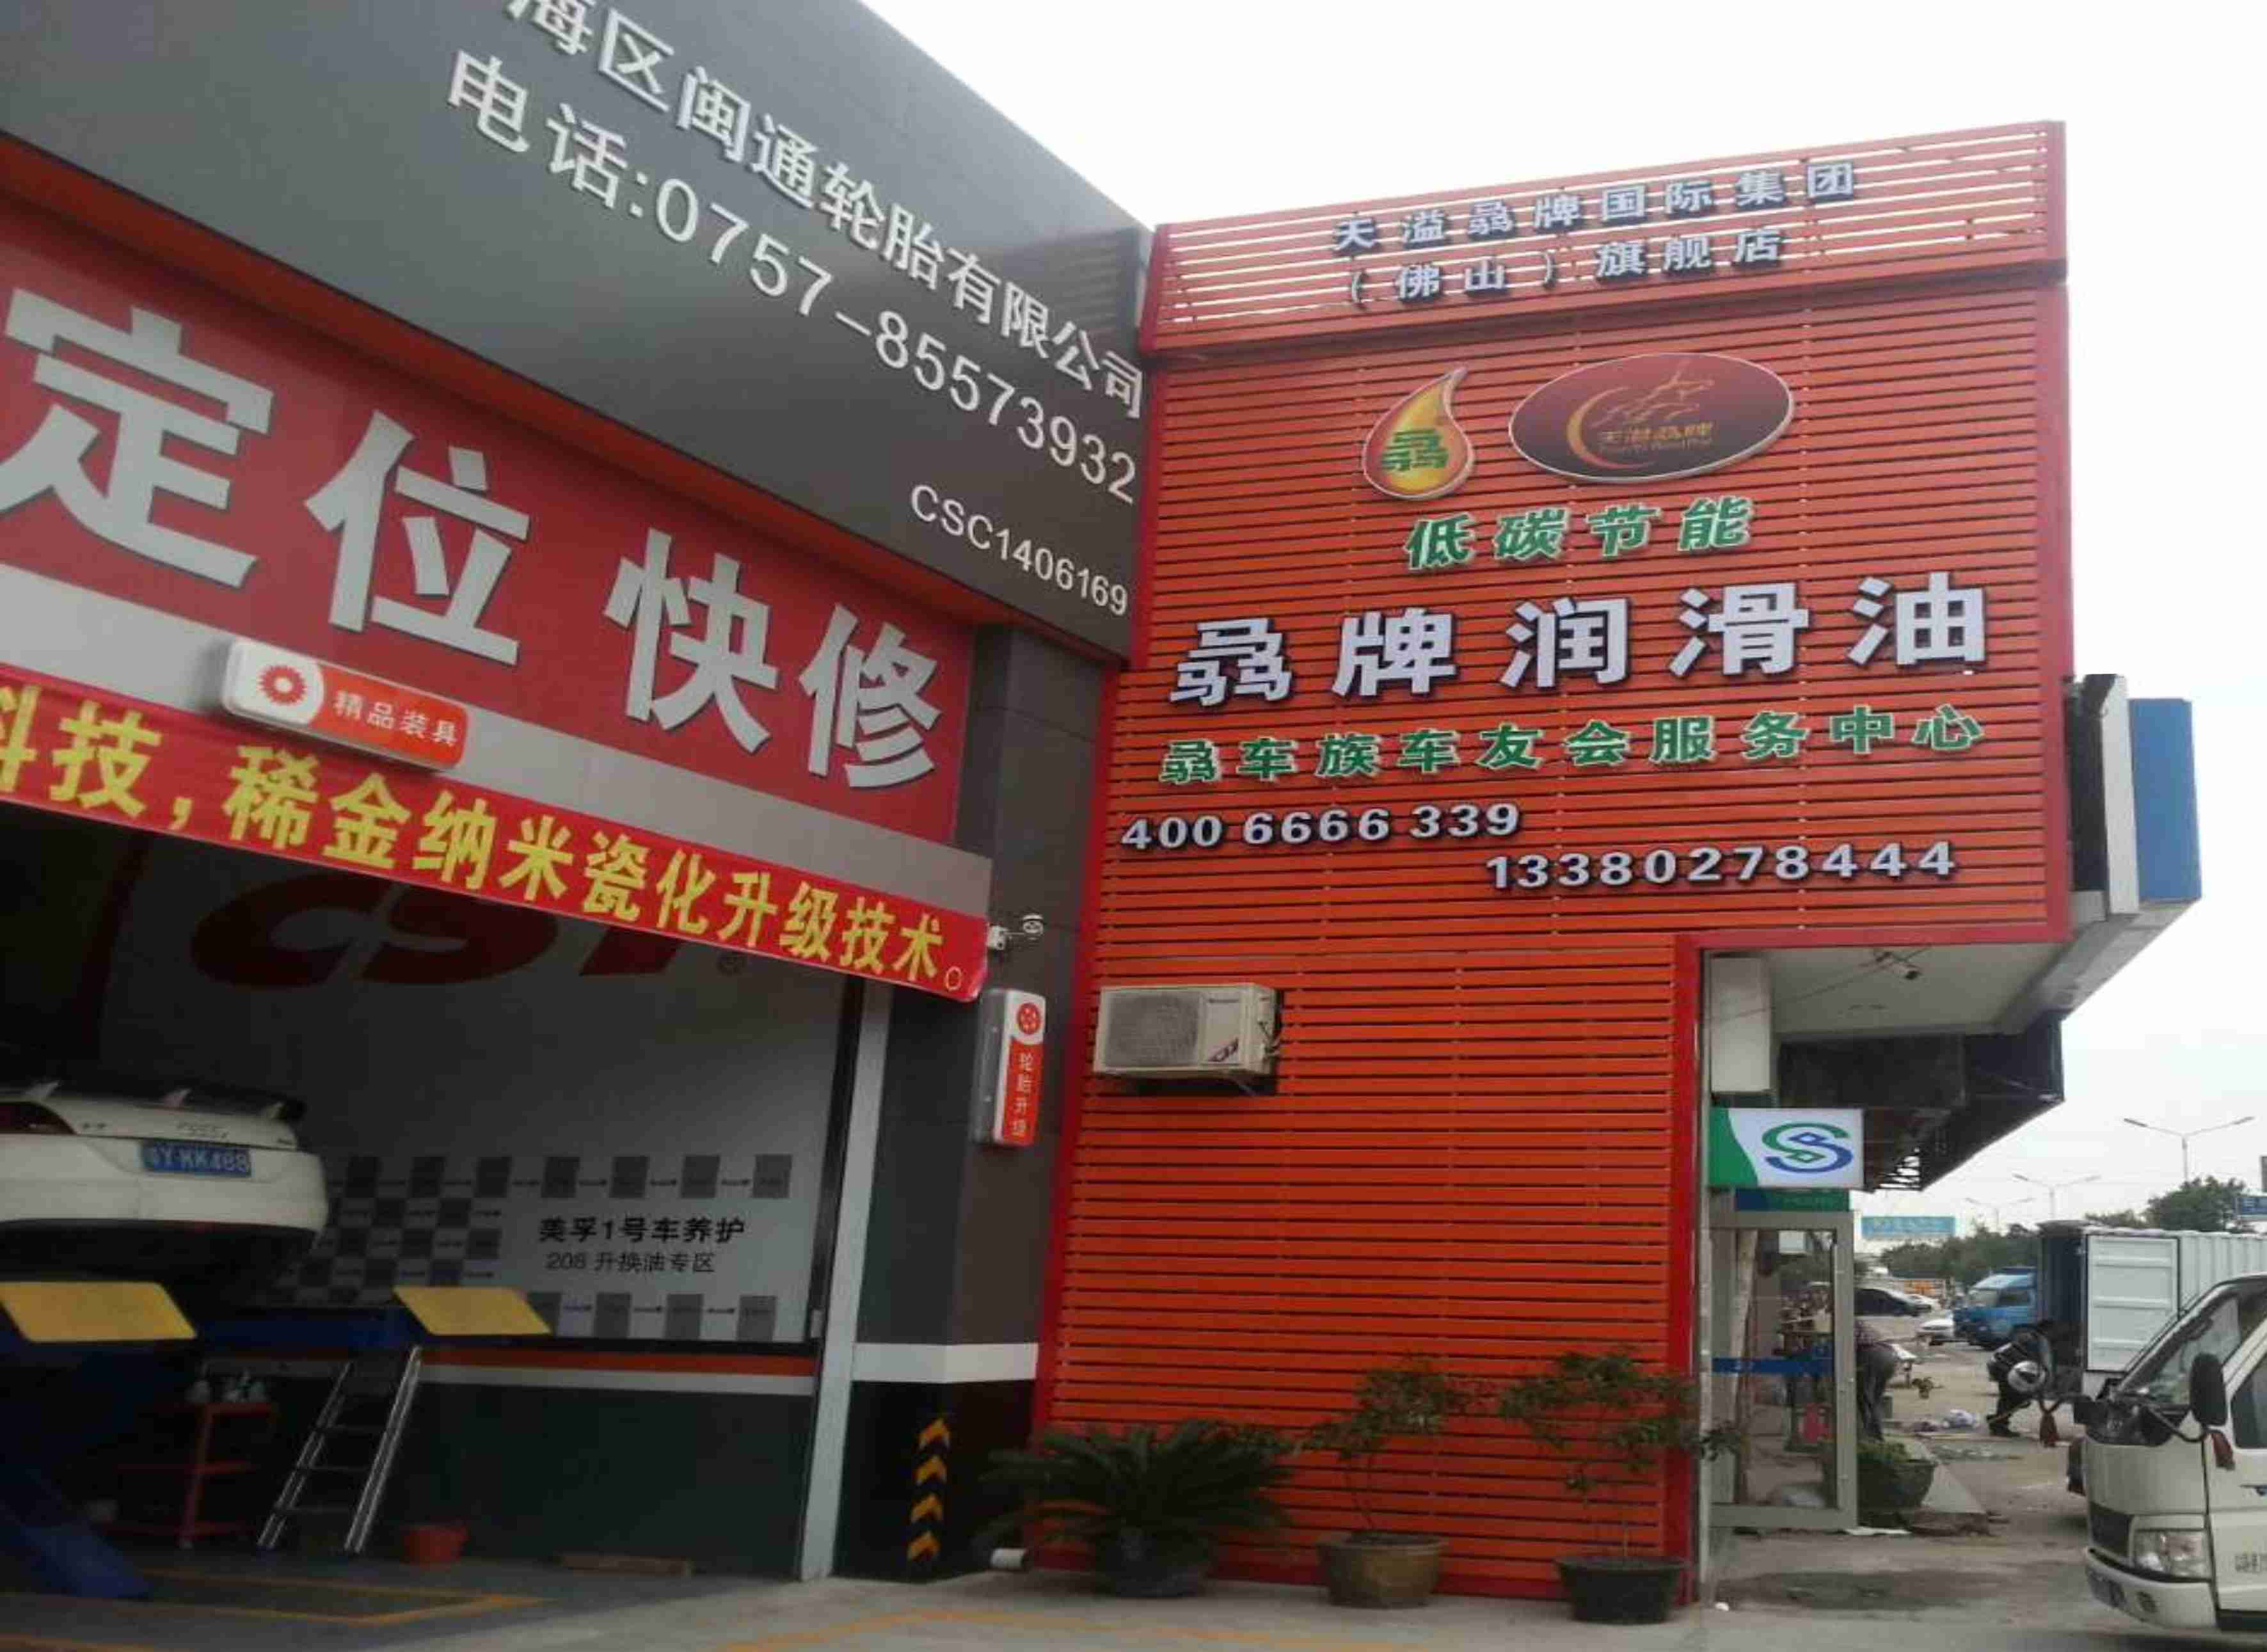 海区闽通轮胎有限公司
电话:0757-85573932
CSC1406169
定位 快修
精品装具
科技,稀金纳米瓷化升级技术。
CST
轮胎升级
美孚1号车养护
208 升换油专区
天溢骉牌国际集团
(佛山)旗舰店
骉
天溢骉牌
低碳节能
骉牌润滑油
骉车族车友会服务中心
400 6666 339
13380278444